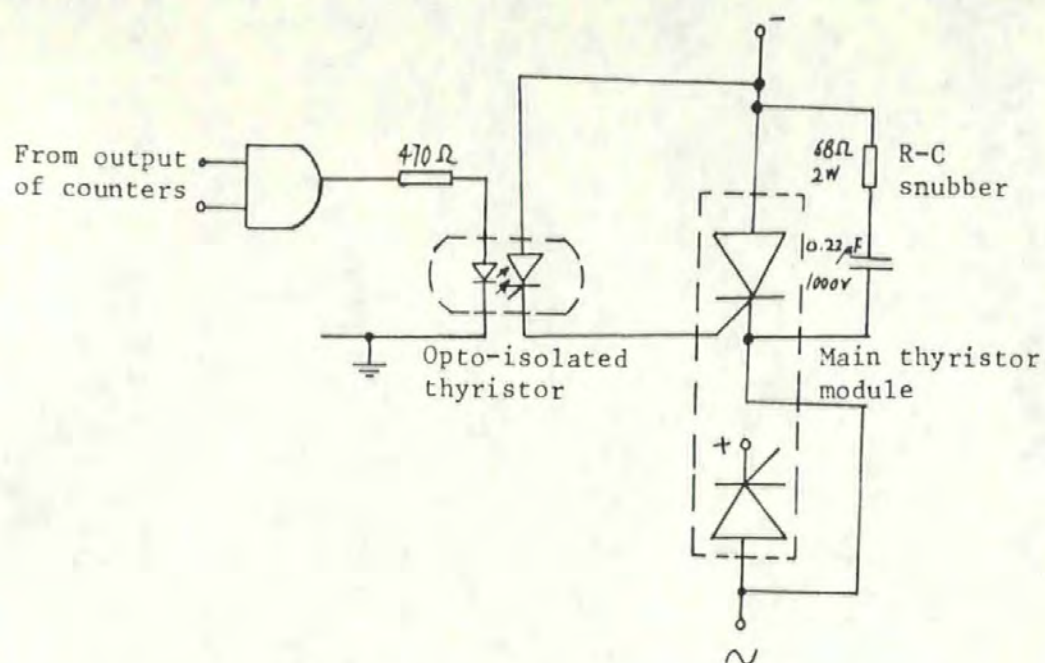 -
From output
of counters
470Ω
68Ω
2W
R-C
snubber
0.22μF
1000v
Opto-isolated
thyristor
Main thyristor
module
+
~